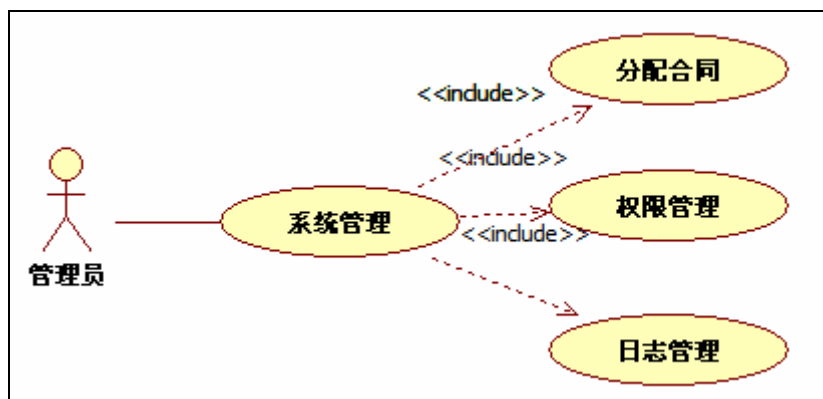 分配合同
<<include>>
<<include>>
权限管理
系统管理
<<include>>
管理员
日志管理